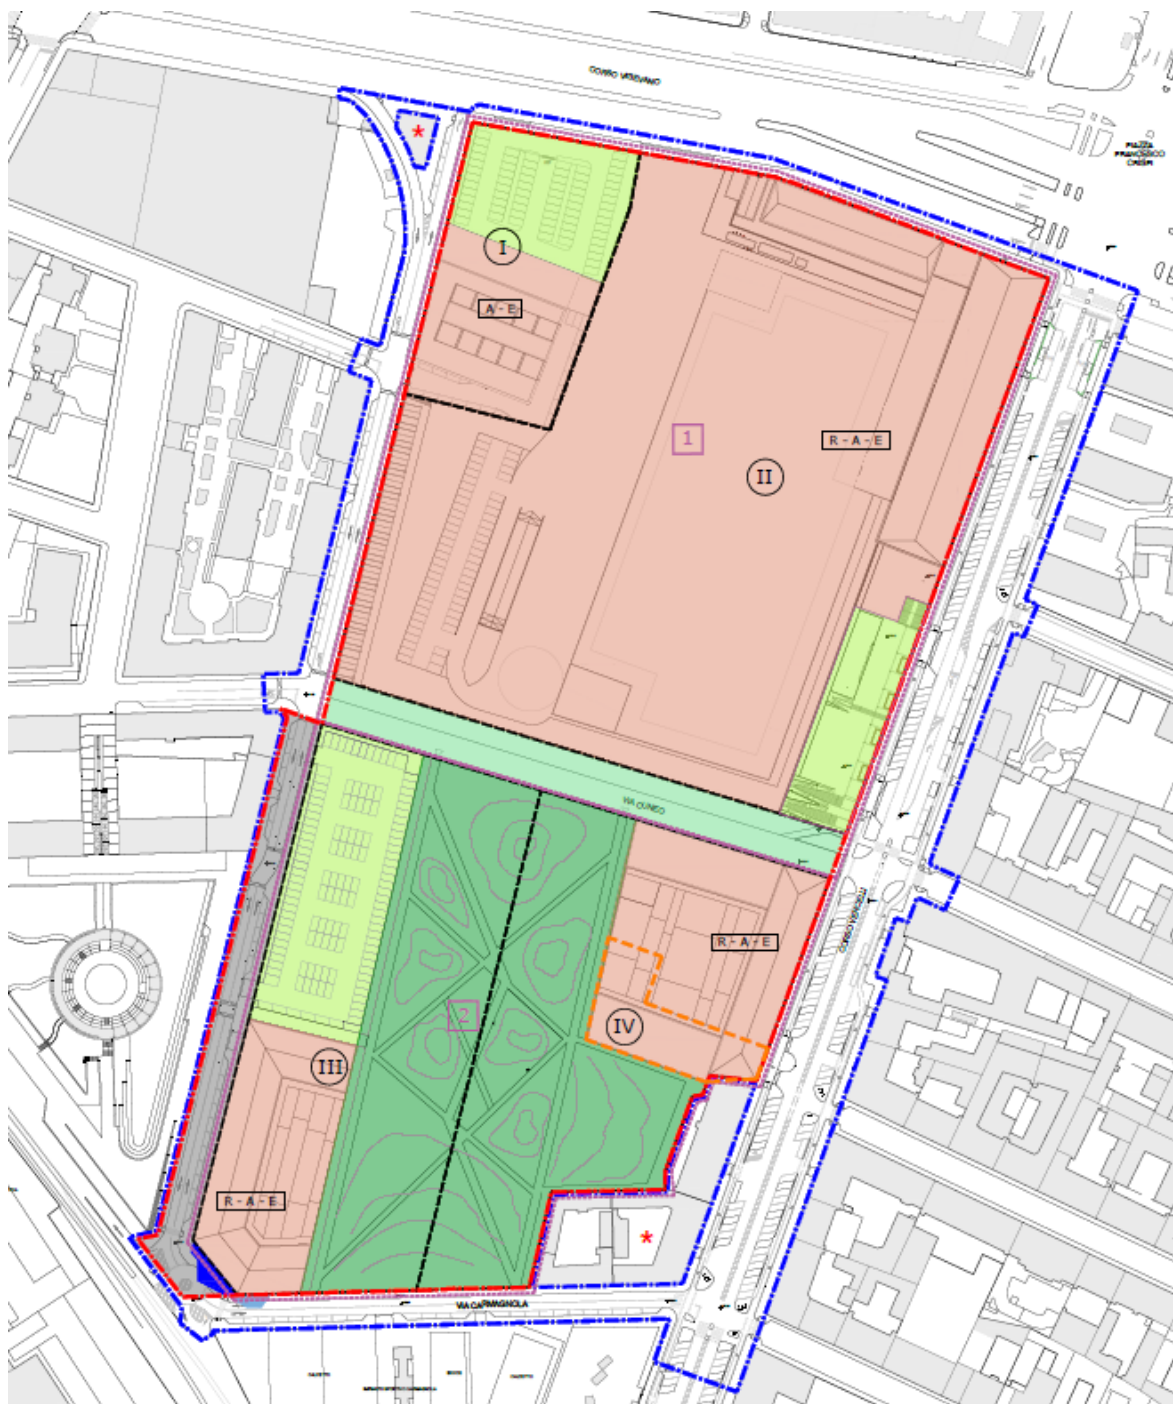 CORSO VIGEVANO
PIAZZA
FRANCESCO
CRISPI
*
I
A - E
1
R - A - E
II
VIA CUNEO
R - A - E
2
IV
III
R - A - E
*
VIA CARMAGNOLA